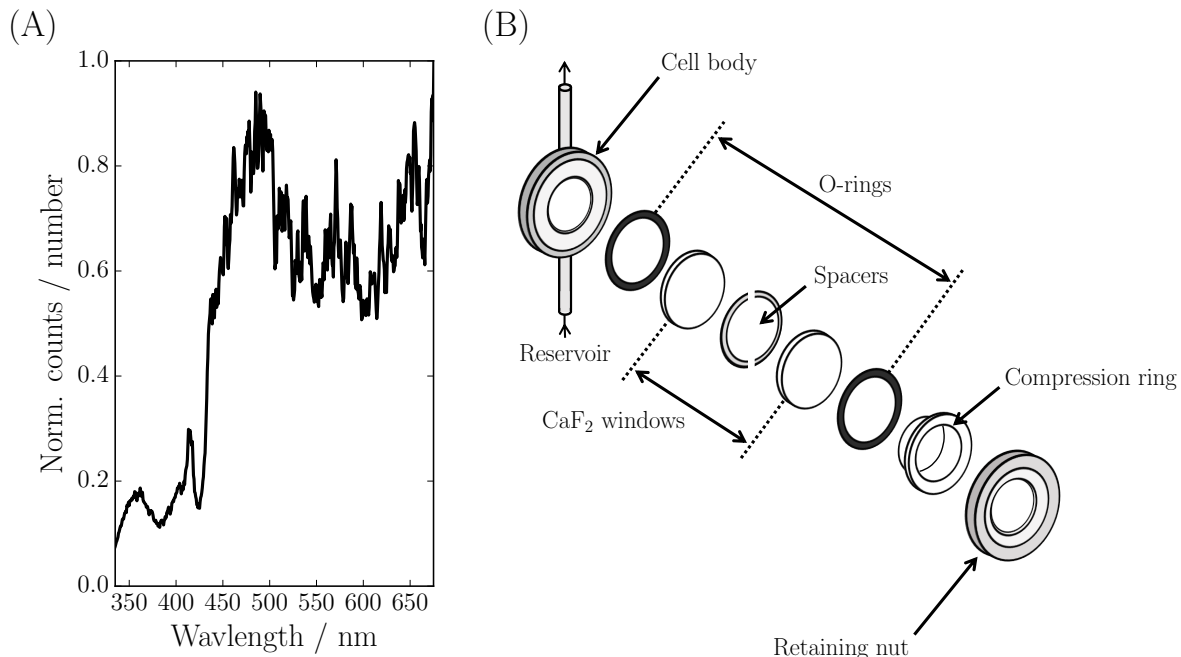 (A)
Norm. counts / number
1.0
0.8
0.6
0.4
0.2
0.0
350 400 450 500 550 600 650
Wavlength / nm
(B)
Cell body
O-rings
Spacers
Reservoir
Compression ring
CaF₂ windows
Retaining nut